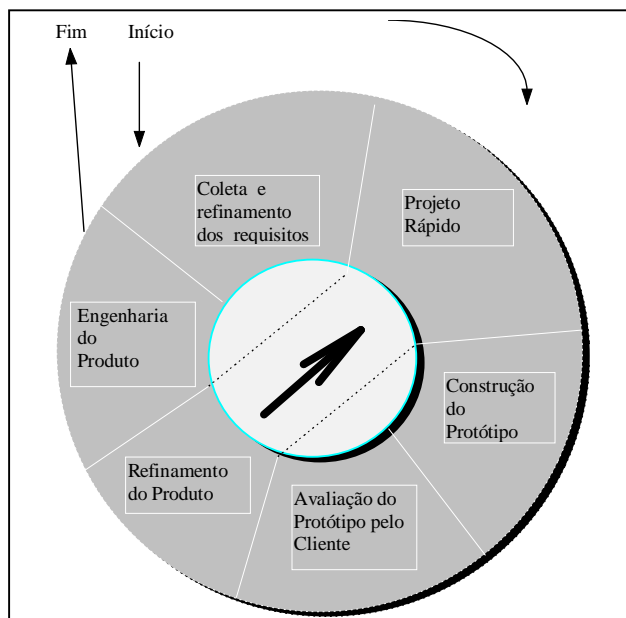 Fim
Início
Coleta e
refinamento
dos requisitos
Projeto
Rápido
Construção
do
Protótipo
Avaliação do
Protótipo pelo
Cliente
Refinamento
do Produto
Engenharia
do
Produto